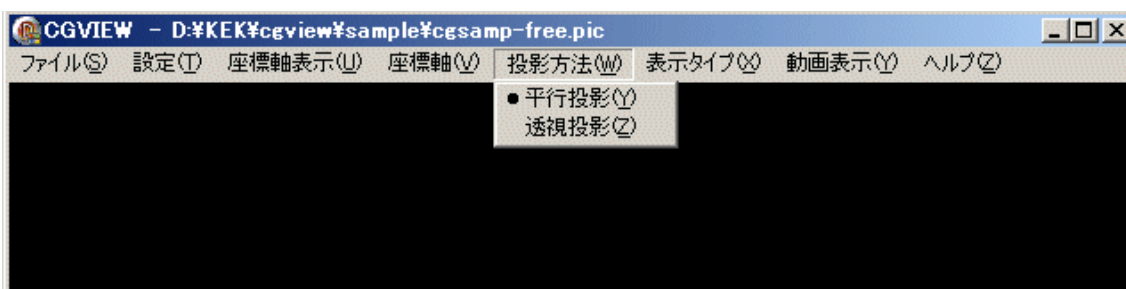 CGVIEW - D:¥KEK¥cgview¥sample¥cgsamp-free.pic
ファイル(S) 設定(T) 座標軸表示(U) 座標軸(V) 投影方法(W) 表示タイプ(X) 動画表示(Y) ヘルプ(Z)
●平行投影(Y)
透視投影(Z)